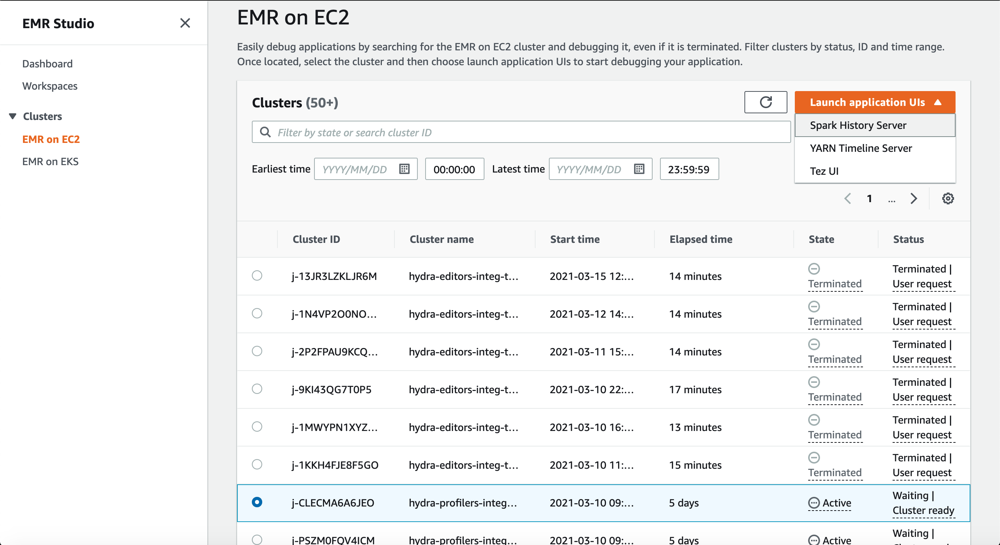 EMR Studio
Dashboard
Workspaces
Clusters
EMR on EC2
EMR on EKS
EMR on EC2
Easily debug applications by searching for the EMR on EC2 cluster and debugging it, even if it is terminated. Filter clusters by status, ID and time range.
Once located, select the cluster and then choose launch application UIs to start debugging your application.
Clusters (50+)
Launch application UIs
Spark History Server
YARN Timeline Server
Tez UI
Filter by state or search cluster ID
Earliest time YYYY/MM/DD 00:00:00 Latest time YYYY/MM/DD 23:59:59
1 ...
Cluster ID Cluster name Start time Elapsed time State Status
j-13JR3LZKLJR6M hydra-editors-integ-t... 2021-03-15 12:... 14 minutes Terminated Terminated |
User request
j-1N4VP2O0NO... hydra-editors-integ-t... 2021-03-12 14:... 14 minutes Terminated Terminated |
User request
j-2P2FPAU9KCQ... hydra-editors-integ-t... 2021-03-11 15:... 14 minutes Terminated Terminated |
User request
j-9KI43QG7T0P5 hydra-editors-integ-t... 2021-03-10 22:... 17 minutes Terminated Terminated |
User request
j-1MWYPN1XYZ... hydra-editors-integ-t... 2021-03-10 16:... 13 minutes Terminated Terminated |
User request
j-1KKH4FJE8F5GO hydra-editors-integ-t... 2021-03-10 11:... 15 minutes Terminated Terminated |
User request
j-CLECMA6A6JEO hydra-profilers-integ... 2021-03-10 09:... 5 days Active Waiting |
Cluster ready
j-PSZM0FQV4ICM hydra-profilers-integ... 2021-03-10 09:... 5 days Active Waiting |